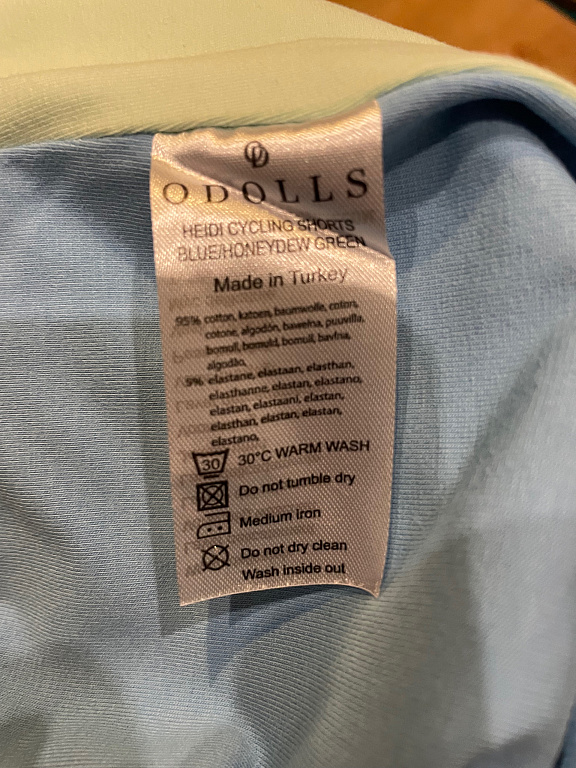 ODOLLS
HEIDI CYCLING SHORTS
BLUE/HONEYDEW GREEN
Made in Turkey
95% cotton, katoen, baumwolle, coton,
cotone, algodón, bawełna, puuvilla,
bomull, bomuld, bomull, bavlna,
algodão,
5% elastane, elastaan, elasthan,
elasthanne, elastan, elastano,
elastan, elastaani, elastan,
elasthan, elastan, elastan,
elastano,
30 30°C WARM WASH
Do not tumble dry
Medium iron
Do not dry clean
Wash inside out